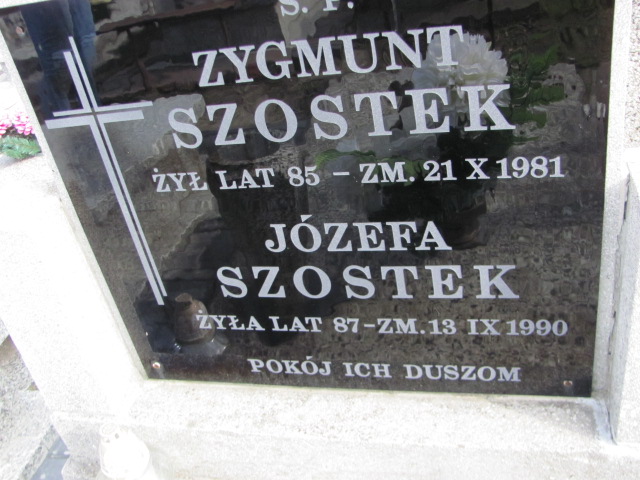 Ś. P.
ZYGMUNT
SZOSTEK
ŻYŁ LAT 85 – ZM. 21 X 1981
JÓZEFA
SZOSTEK
ŻYŁA LAT 87-ZM. 13 IX 1990
POKÓJ ICH DUSZOM